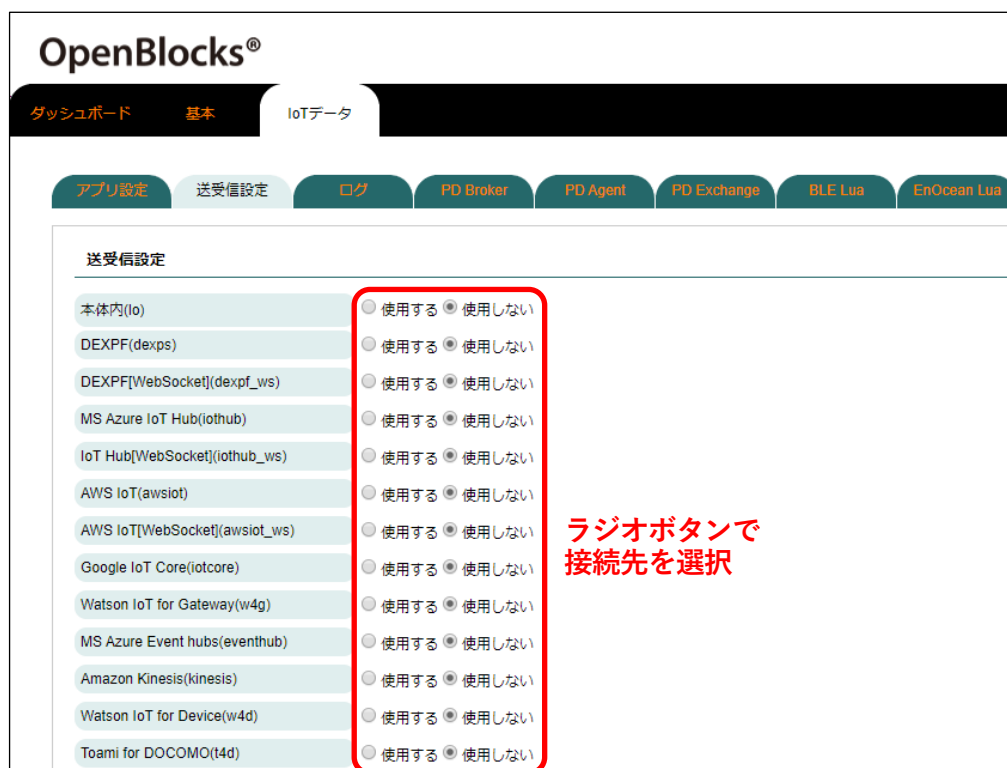 OpenBlocks®
ダッシュボード 基本 IoTデータ
アプリ設定 送受信設定 ログ PD Broker PD Agent PD Exchange BLE Lua EnOcean Lua
送受信設定
本体内(lo) 使用する 使用しない
DEXPF(dexps) 使用する 使用しない
DEXPF[WebSocket](dexpf_ws) 使用する 使用しない
MS Azure IoT Hub(iothub) 使用する 使用しない
IoT Hub[WebSocket](iothub_ws) 使用する 使用しない
AWS IoT(awsiot) 使用する 使用しない
AWS IoT[WebSocket](awsiot_ws) 使用する 使用しない
ラジオボタンで
接続先を選択
Google IoT Core(iotcore) 使用する 使用しない
Watson IoT for Gateway(w4g) 使用する 使用しない
MS Azure Event hubs(eventhub) 使用する 使用しない
Amazon Kinesis(kinesis) 使用する 使用しない
Watson IoT for Device(w4d) 使用する 使用しない
Toami for DOCOMO(t4d) 使用する 使用しない